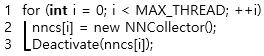 1 for (int i = 0; i < MAX_THREAD; ++i)
2 nncs[i] = new NNCollector();
3 Deactivate(nncs[i]);